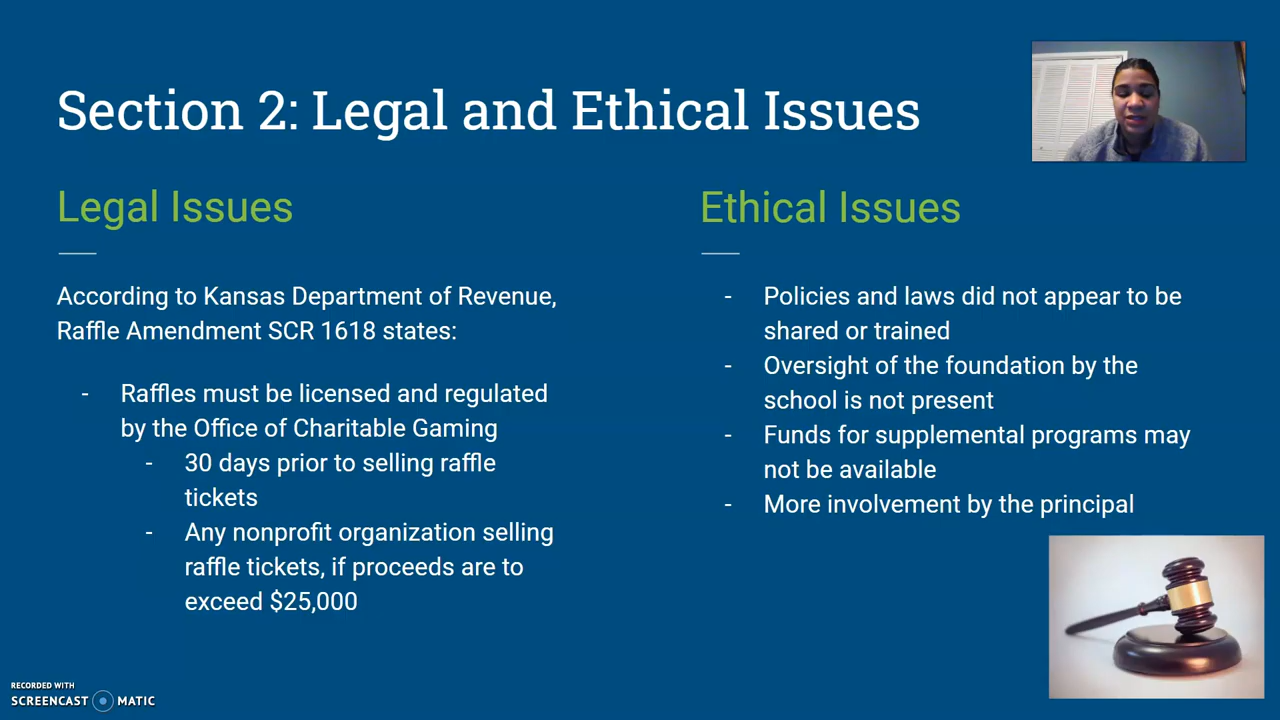 Section 2: Legal and Ethical Issues
Legal Issues
According to Kansas Department of Revenue,
Raffle Amendment SCR 1618 states:
- Raffles must be licensed and regulated
by the Office of Charitable Gaming
- 30 days prior to selling raffle
tickets
- Any nonprofit organization selling
raffle tickets, if proceeds are to
exceed $25,000
Ethical Issues
- Policies and laws did not appear to be
shared or trained
- Oversight of the foundation by the
school is not present
- Funds for supplemental programs may
not be available
- More involvement by the principal
RECORDED WITH
SCREENCAST MATIC